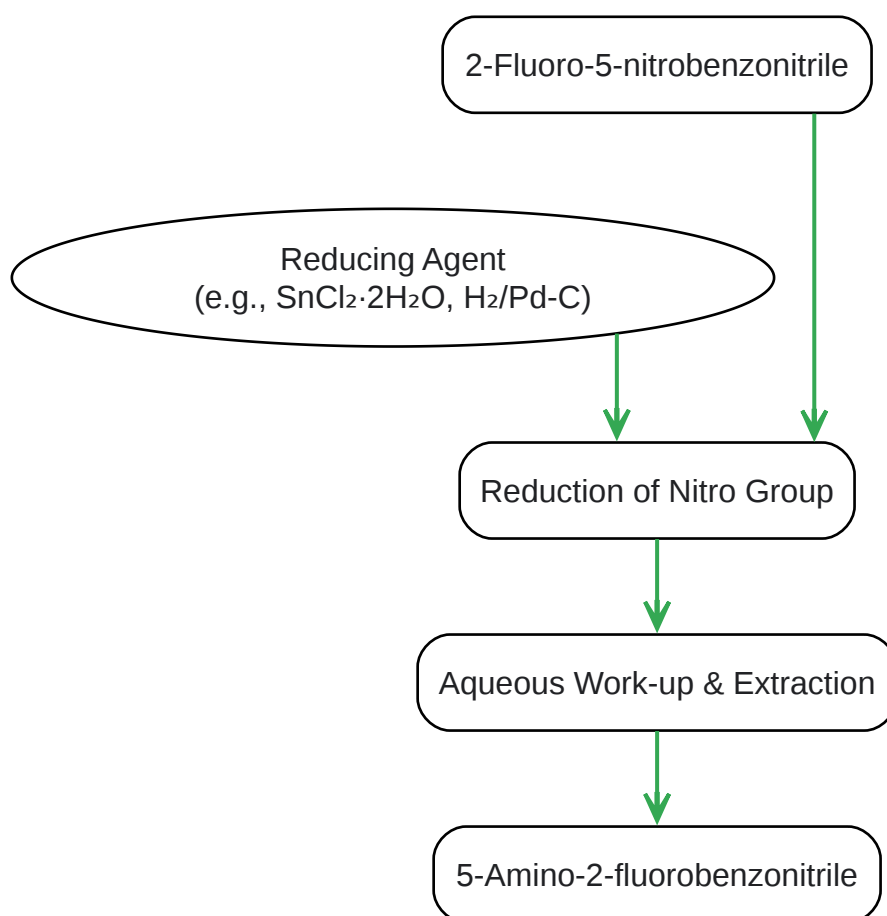 2-Fluoro-5-nitrobenzonitrile
Reducing Agent
(e.g., SnCl₂·2H₂O, H₂/Pd-C)
Reduction of Nitro Group
Aqueous Work-up & Extraction
5-Amino-2-fluorobenzonitrile